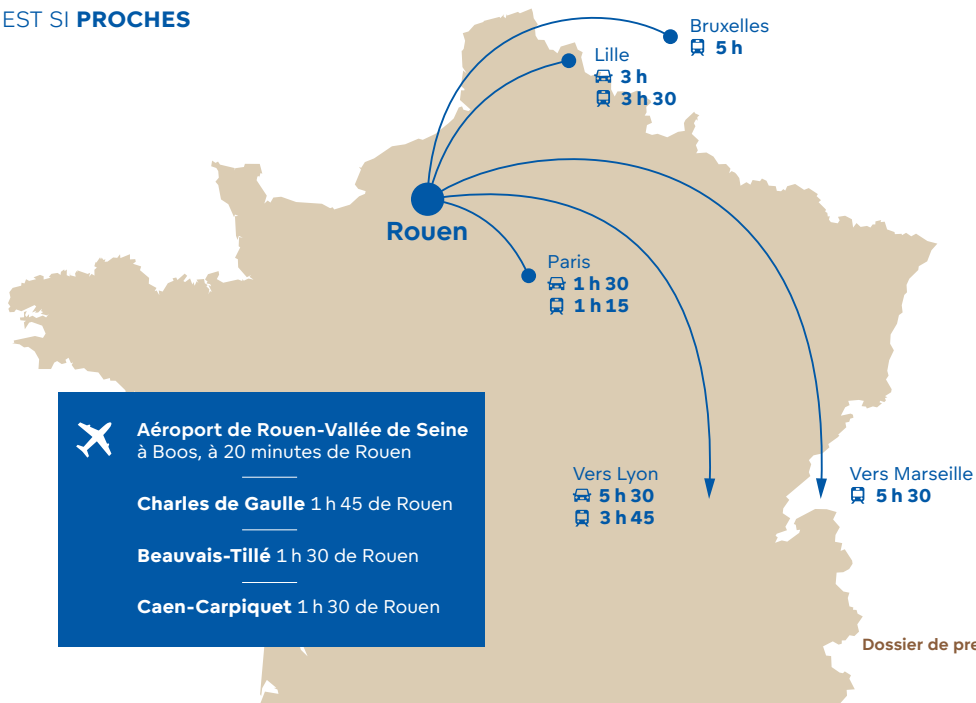 EST SI PROCHES
Bruxelles
5 h
Lille
3 h
3 h 30
Rouen
Paris
1 h 30
1 h 15
Aéroport de Rouen-Vallée de Seine
à Boos, à 20 minutes de Rouen
Charles de Gaulle 1 h 45 de Rouen
Beauvais-Tillé 1 h 30 de Rouen
Caen-Carpiquet 1 h 30 de Rouen
Vers Lyon
5 h 30
3 h 45
Vers Marseille
5 h 30
Dossier de pre